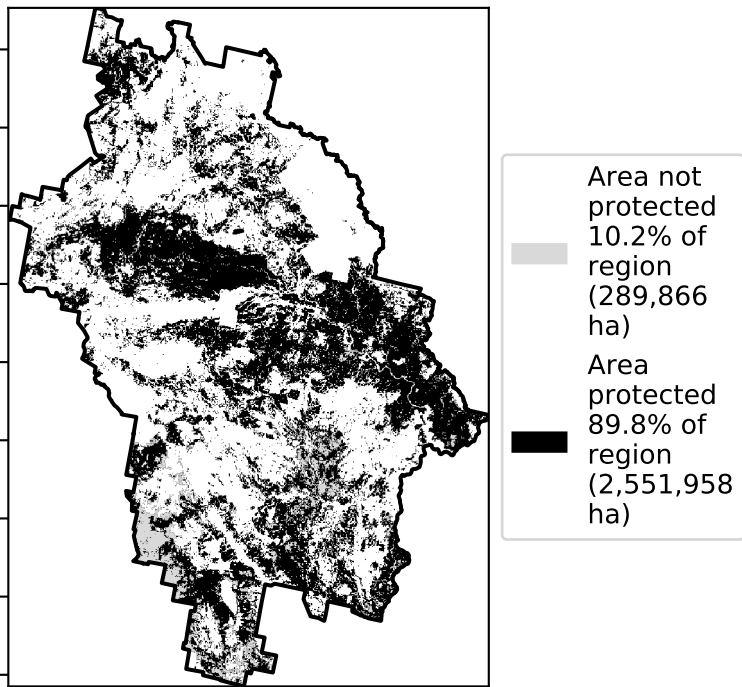 Area not
protected
10.2% of
region
(289,866
ha)
Area
protected
89.8% of
region
(2,551,958
ha)